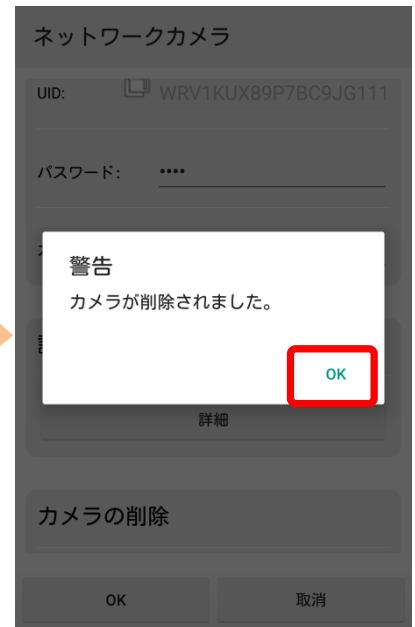 ネットワークカメラ
UID: WRV1KUX89P7BC9JG111
パスワード: ••••
警告
カメラが削除されました。
OK
詳細
カメラの削除
OK 取消